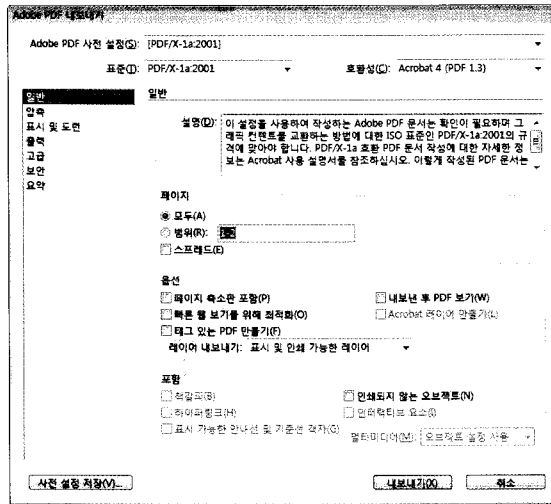 Adobe PDF 내보내기
Adobe PDF 사전 설정(S): [PDF/X-1a:2001]
표준(T): PDF/X-1a:2001 호환성(C): Acrobat 4 (PDF 1.3)
일반
압축
표시 및 도련
출력
고급
보안
요약
일반
설명(D): 이 설정을 사용하여 작성하는 Adobe PDF 문서는 확인이 필요하며 그
래픽 컨텐트를 교환하는 방법에 대한 ISO 표준인 PDF/X-1a:2001의 규
격에 맞아야 합니다. PDF/X-1a 호환 PDF 문서 작성에 대한 자세한 정
보는 Acrobat 사용 설명서를 참조하십시오. 이렇게 작성된 PDF 문서는
페이지
모두(A)
범위(R):
스프레드(E)
옵션
페이지 축소판 포함(P) 내보낸 후 PDF 보기(W)
빠른 웹 보기를 위해 최적화(O) Acrobat 레이어 만들기(L)
태그 있는 PDF 만들기(F)
레이어 내보내기: 표시 및 인쇄 가능한 레이어
포함
책갈피(B) 인쇄되지 않는 오브젝트(N)
하이퍼링크(H) 인터랙티브 요소(I)
표시 가능한 안내선 및 기준선 격자(G) 멀티미디어(M): 오브젝트 설정 사용
사전 설정 저장(V)... 내보내기(X) 취소